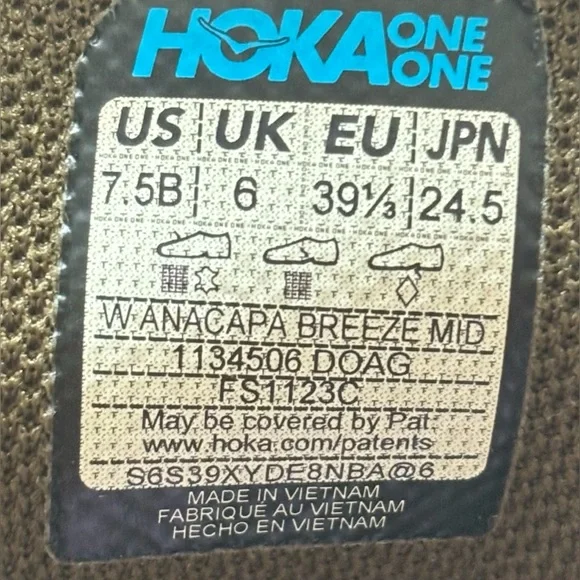 HOKA ONE ONE
US UK EU JPN
7.5B 6 39⅓ 24.5
W ANACAPA BREEZE MID
1134506 DOAG
FS1123C
May be covered by Pat.
www.hoka.com/patents
S6S39XYDE8NBA@6
MADE IN VIETNAM
FABRIQUÉ AU VIETNAM
HECHO EN VIETNAM